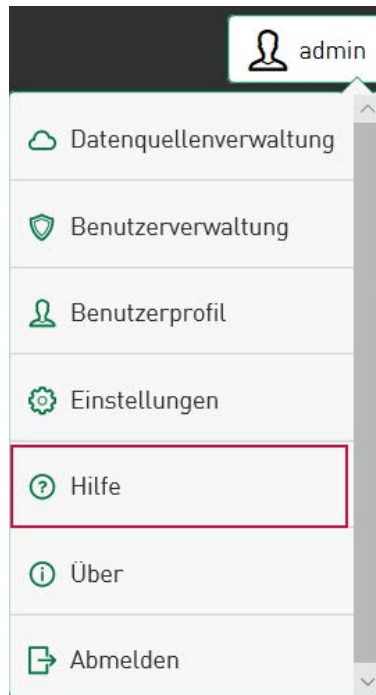 admin
Datenquellenverwaltung
Benutzerverwaltung
Benutzerprofil
Einstellungen
Hilfe
Über
Abmelden